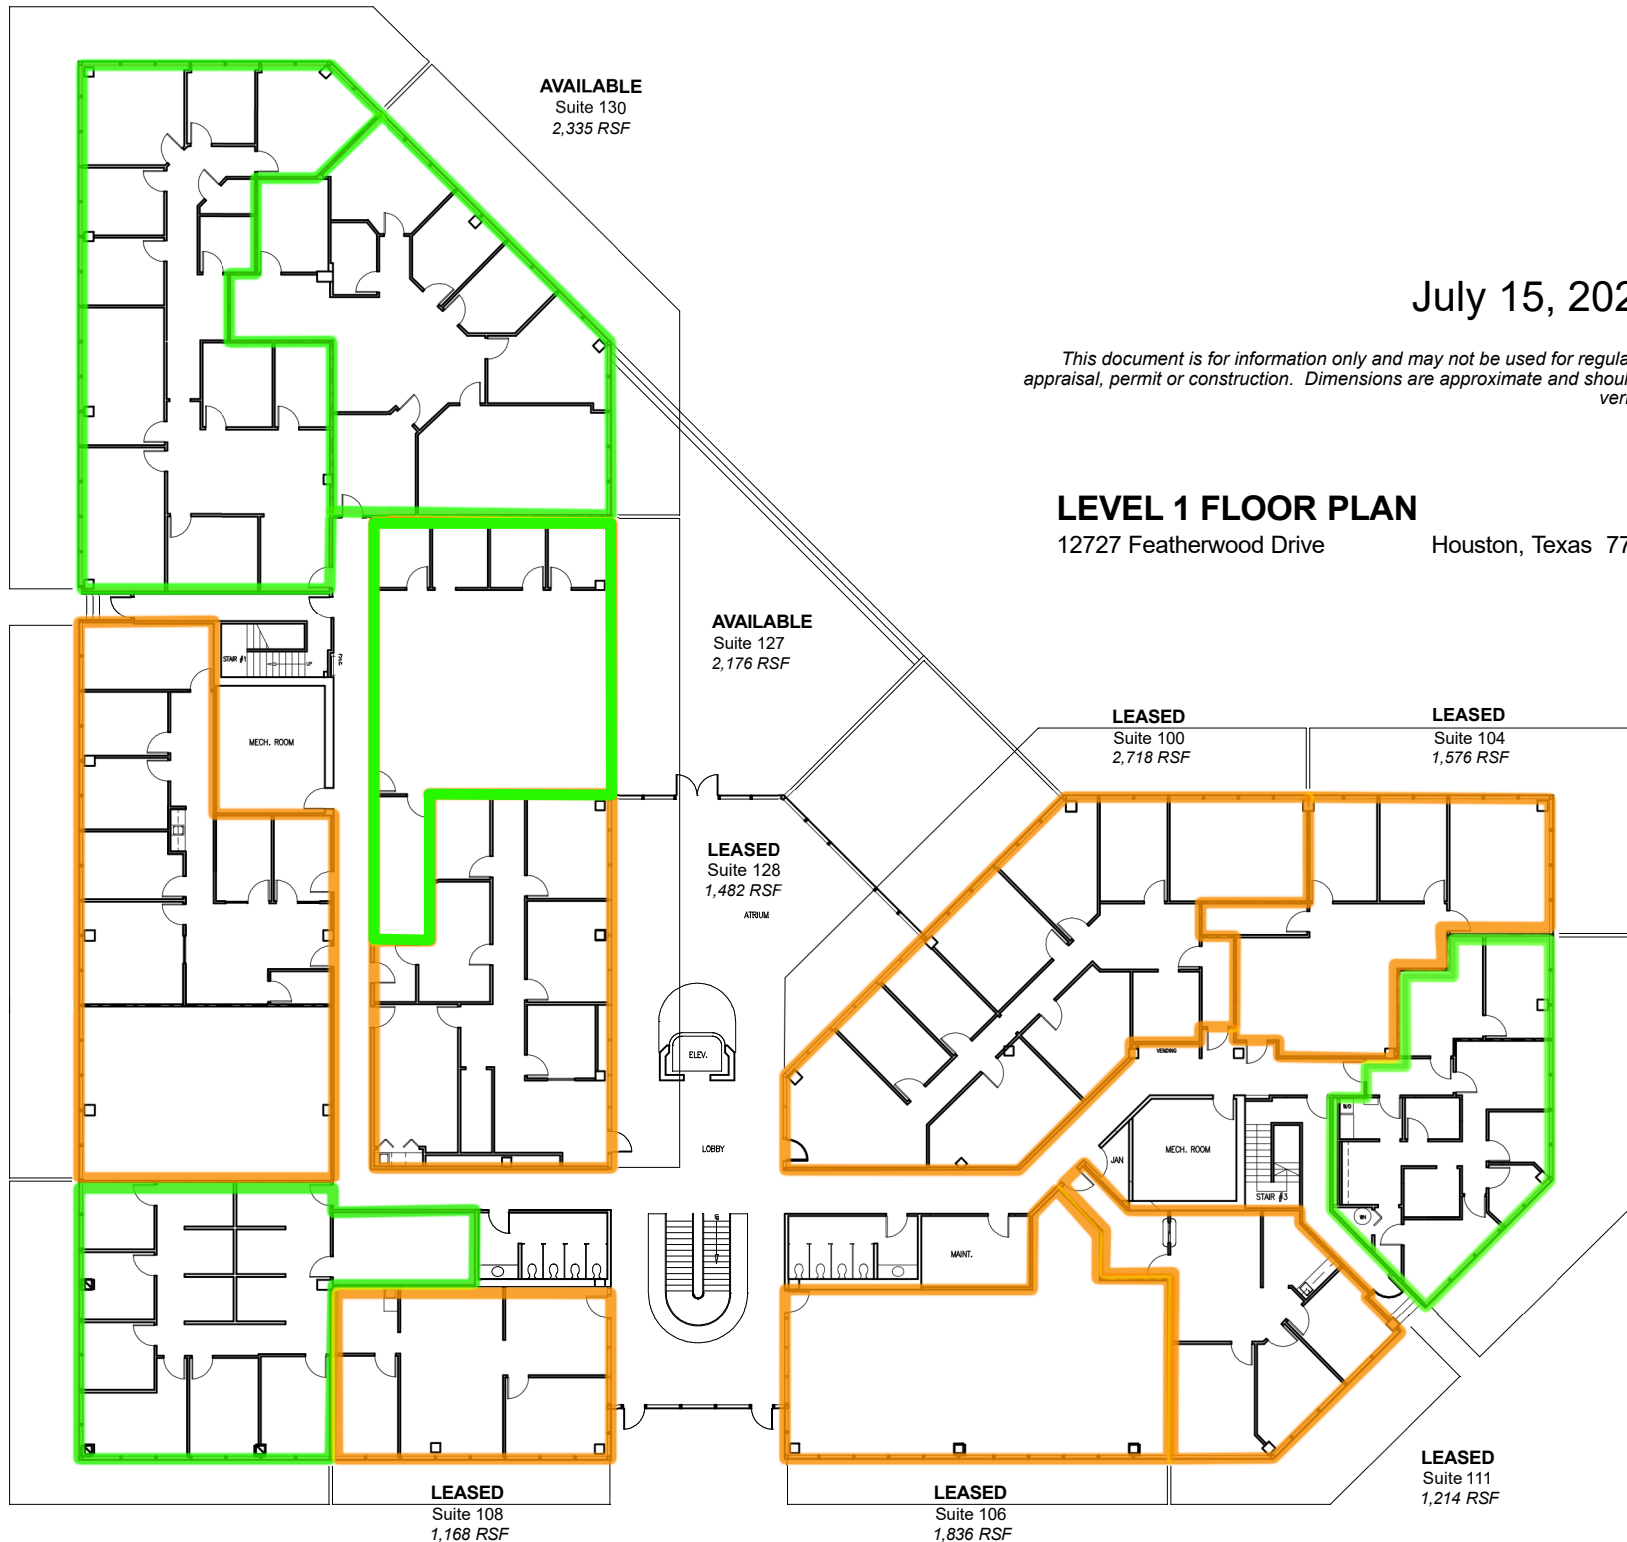 AVAILABLE
Suite 130
2,335 RSF
July 15, 202
This document is for information only and may not be used for regula
appraisal, permit or construction.  Dimensions are approximate and shoul
veri
LEVEL 1 FLOOR PLAN
12727 Featherwood Drive
Houston, Texas  77
AVAILABLE
Suite 127
2,176 RSF
STAIR #1
UP
MECH. ROOM
LEASED
Suite 100
2,718 RSF
LEASED
Suite 104
1,576 RSF
LEASED
Suite 128
1,482 RSF
ATRIUM
ELEV.
LOBBY
VENDING
JAN
MECH. ROOM
STAIR #3
WH
MAINT.
LEASED
Suite 111
1,214 RSF
LEASED
Suite 108
1,168 RSF
LEASED
Suite 106
1,836 RSF